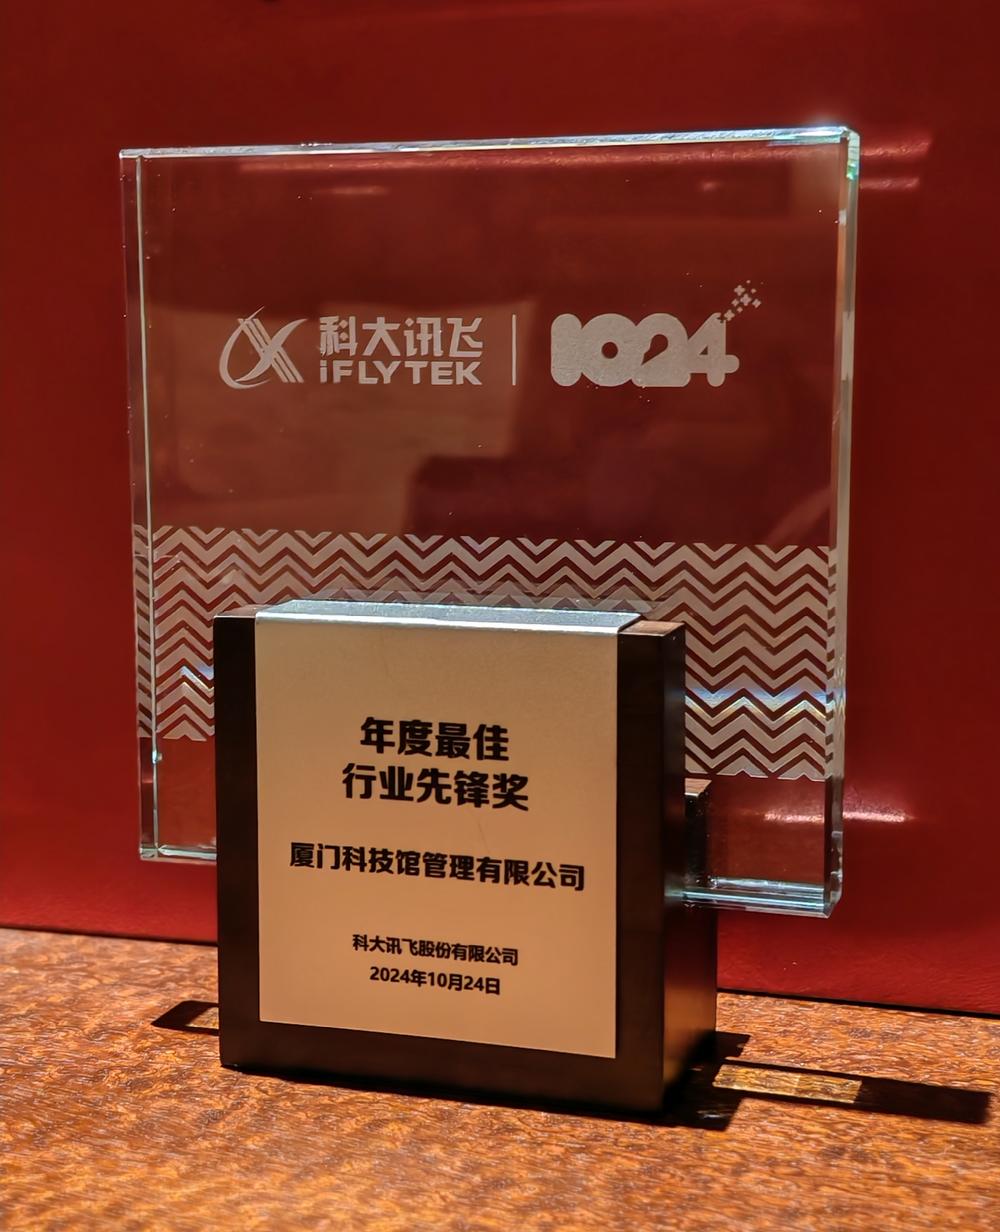 科大讯飞
iFLYTEK
1024
年度最佳
行业先锋奖
厦门科技馆管理有限公司
科大讯飞股份有限公司
2024年10月24日